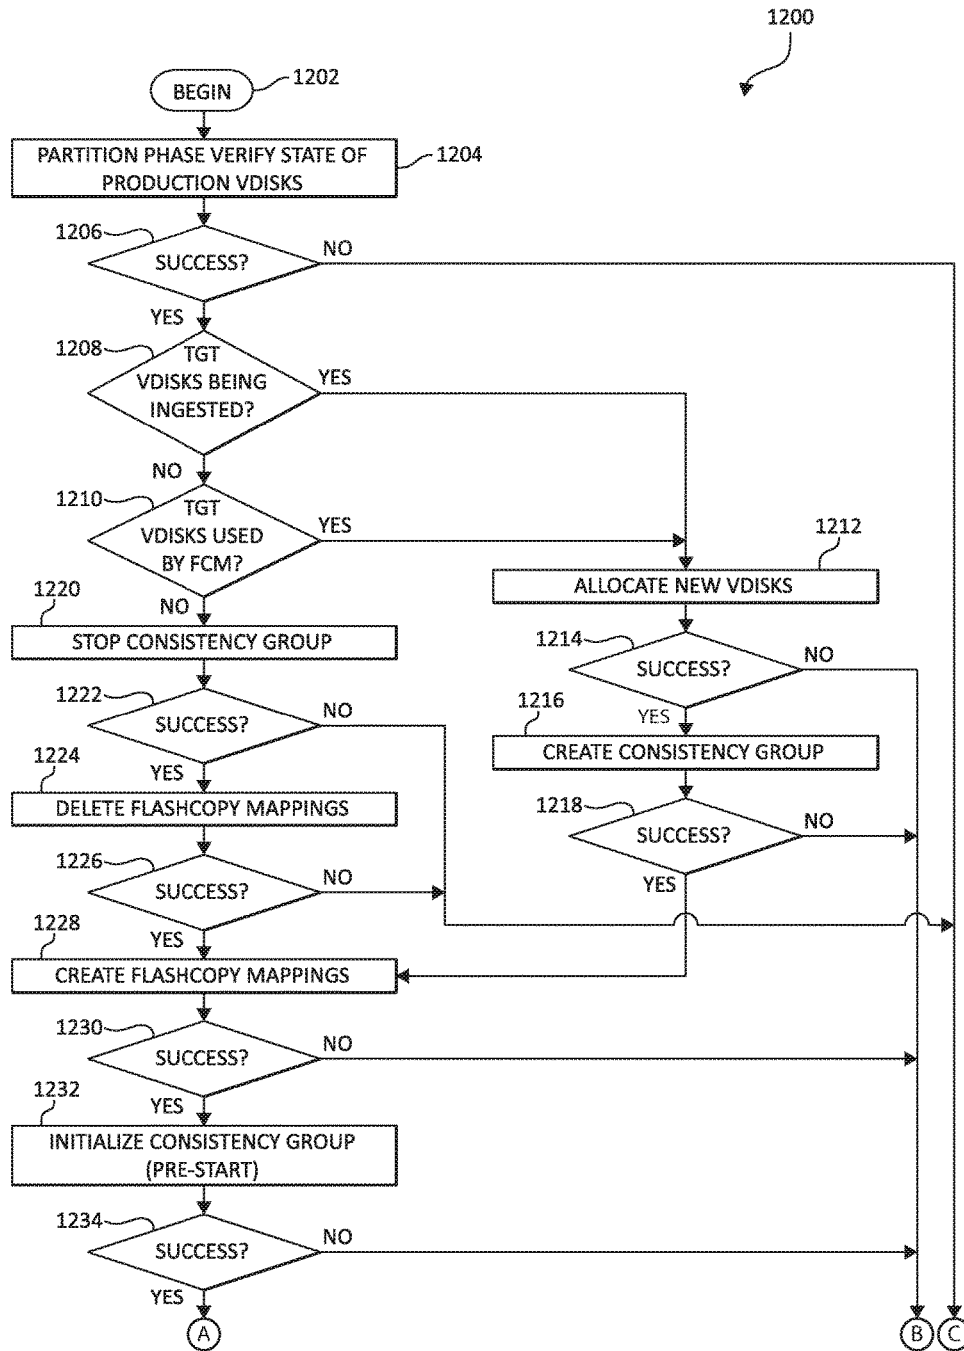 1200
BEGIN
1202
PARTITION PHASE VERIFY STATE OF
PRODUCTION VDISKS
1204
1206
SUCCESS?
NO
YES
1208
TGT
VDISKS BEING
INGESTED?
YES
NO
1210
TGT
VDISKS USED
BY FCM?
YES
NO
1212
ALLOCATE NEW VDISKS
1214
SUCCESS?
NO
YES
1216
CREATE CONSISTENCY GROUP
1218
SUCCESS?
NO
YES
1220
STOP CONSISTENCY GROUP
1222
SUCCESS?
NO
YES
1224
DELETE FLASHCOPY MAPPINGS
1226
SUCCESS?
NO
YES
1228
CREATE FLASHCOPY MAPPINGS
1230
SUCCESS?
NO
YES
1232
INITIALIZE CONSISTENCY GROUP
(PRE-START)
1234
SUCCESS?
NO
YES
A
B
C